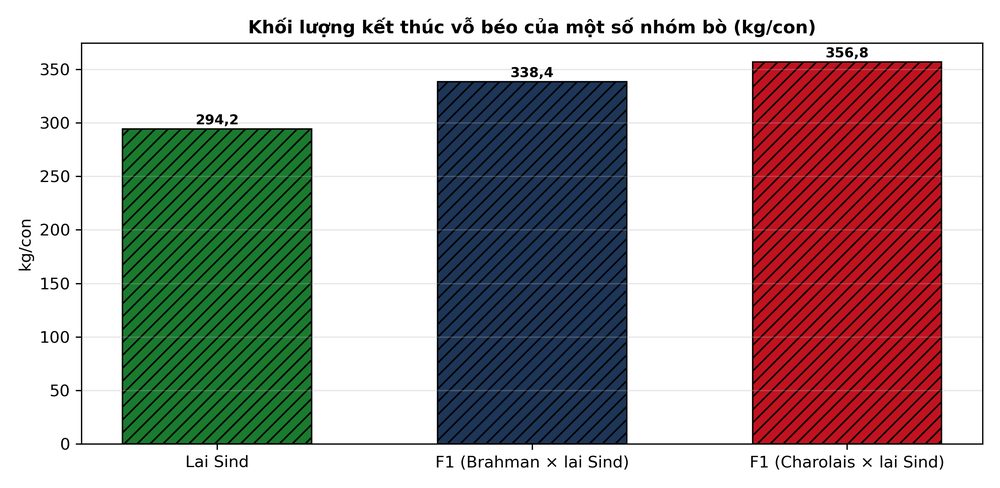 Khối lượng kết thúc vỗ béo của một số nhóm bò (kg/con)
356,8
350
338,4
300
294,2
250
200
kg/con
150
100
50
0
Lai Sind
F1 (Brahman × lai Sind)
F1 (Charolais × lai Sind)